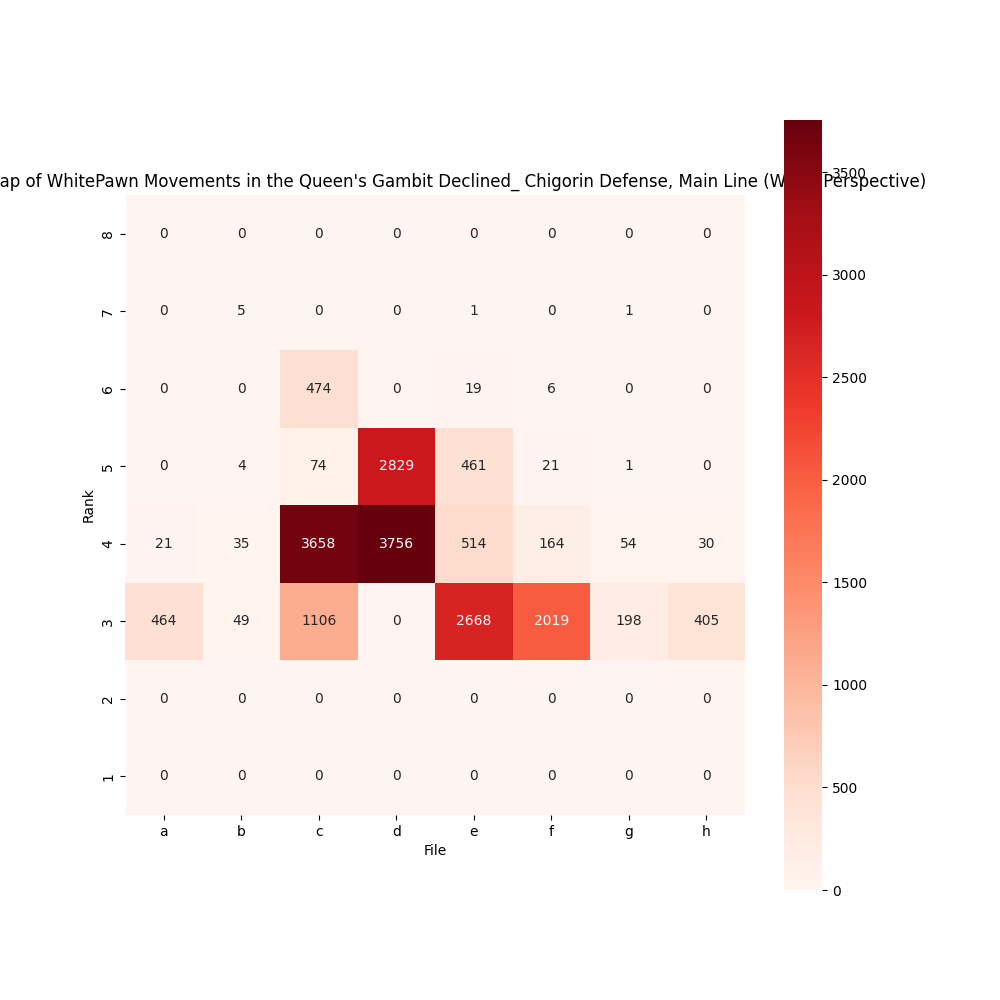 ap of WhitePawn Movements in the Queen's Gambit Declined_ Chigorin Defense, Main Line (W Perspective)
3500
8 0 0 0 0 0 0 0 0
3000
7 0 5 0 0 1 0 1 0
2500
6 0 0 474 0 19 6 0 0
5 0 4 74 2829 461 21 1 0
2000
Rank
4 21 35 3658 3756 514 164 54 30
1500
3 464 49 1106 0 2668 2019 198 405
1000
2 0 0 0 0 0 0 0 0
1 0 0 0 0 0 0 0 0
500
a b c d e f g h
File
0